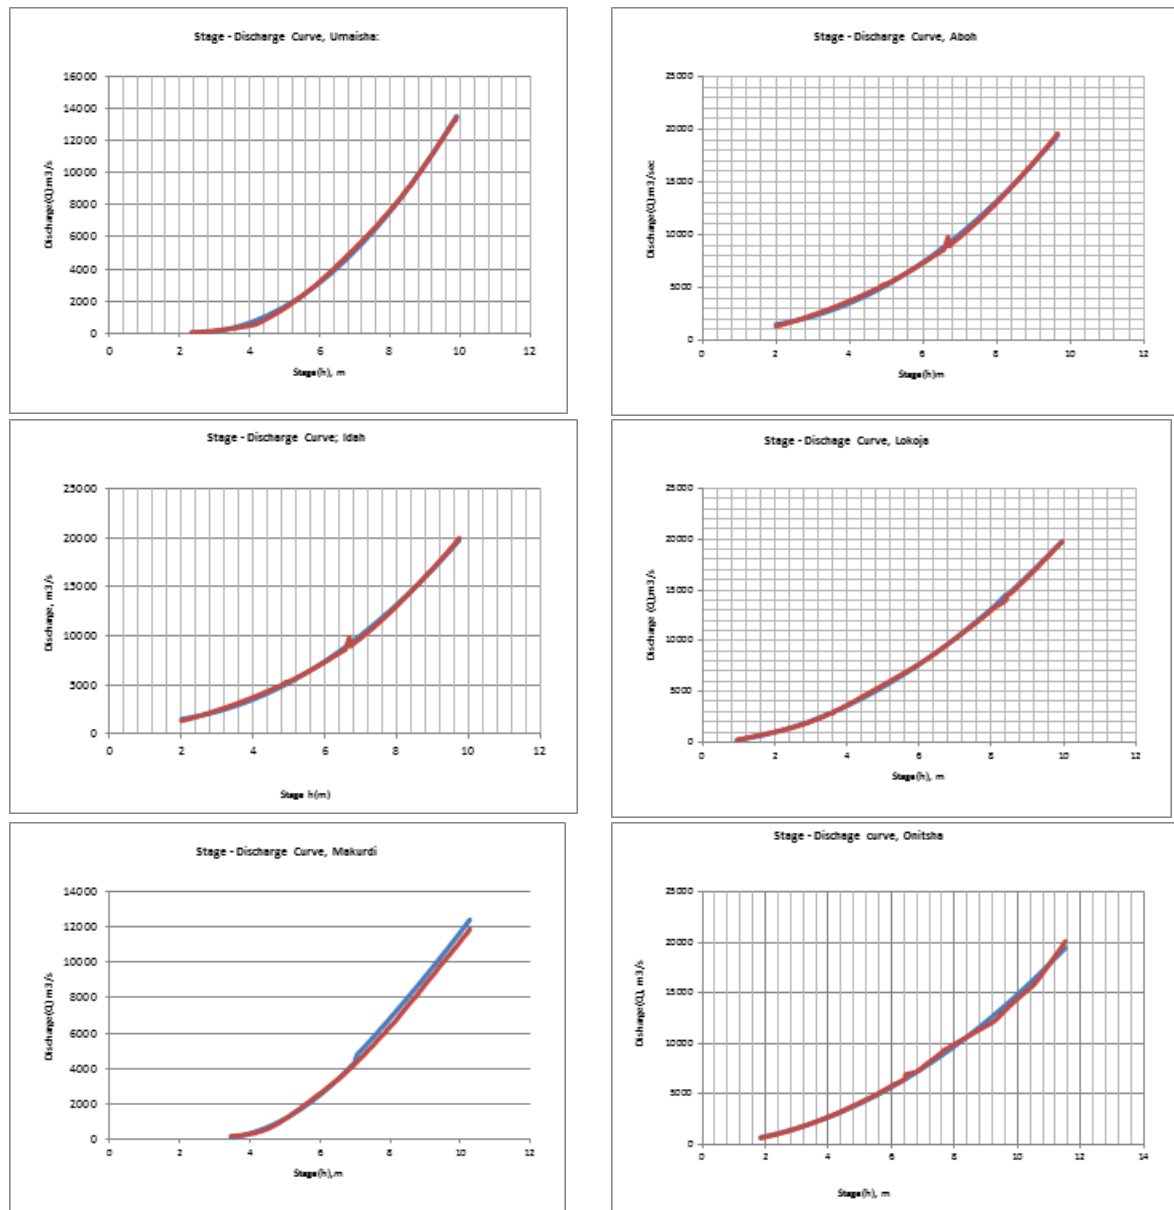 Stage - Discharge Curve, Umaisha:
Discharge(Q),m3/s
16000
14000
12000
10000
8000
6000
4000
2000
0
0 2 4 6 8 10 12
Stage(h), m
Stage - Discharge Curve, Aboh
Discharge(Q),m3/sec
25000
20000
15000
10000
5000
0
0 2 4 6 8 10 12
Stage(h)m
Stage - Discharge Curve; Idah
Discharge, m3/s
25000
20000
15000
10000
5000
0
0 2 4 6 8 10 12
Stage h(m)
Stage - Dischage Curve, Lokoja
Discharge (Q),m3/s
25000
20000
15000
10000
5000
0
0 2 4 6 8 10 12
Stage(h), m
Stage - Discharge Curve, Makurdi
Discharge(Q) m3/s
14000
12000
10000
8000
6000
4000
2000
0
0 2 4 6 8 10 12
Stage(h),m
Stage - Dischage curve, Onitsha
Disharge(Q), m3/s
25000
20000
15000
10000
5000
0
0 2 4 6 8 10 12 14
Stage(h), m